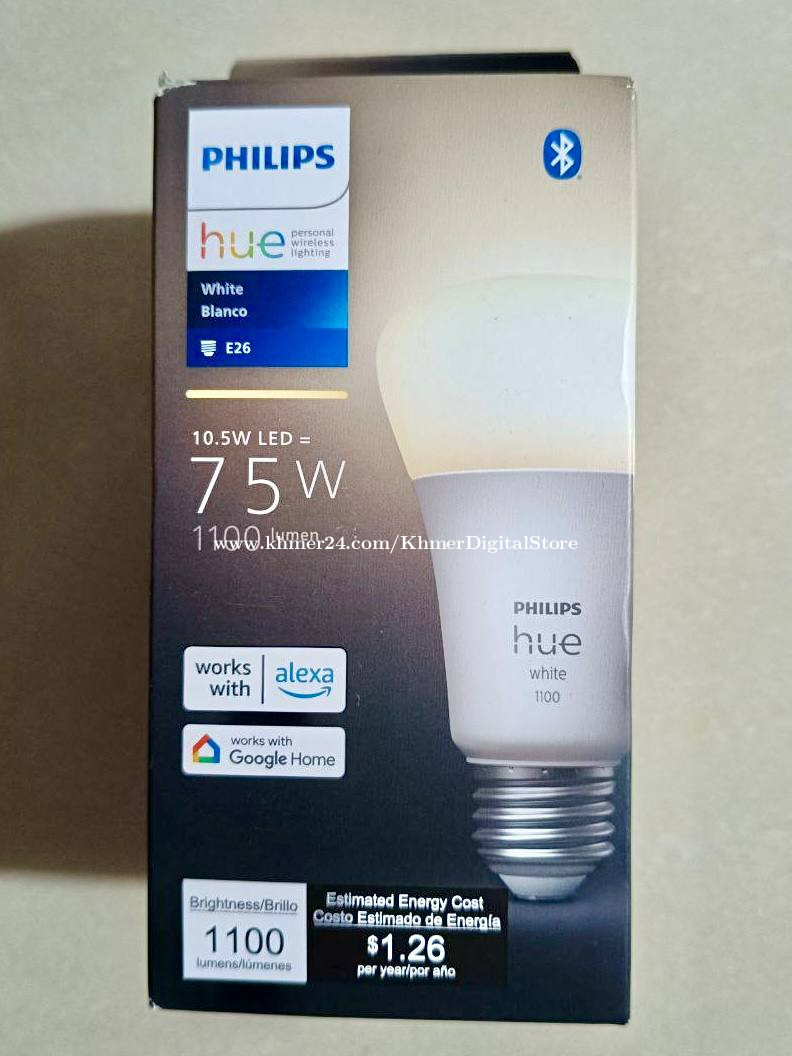 PHILIPS
hue personal wireless lighting
White
Blanco
E26
10.5W LED =
75W
1100 lumen
www.khmer24.com/KhmerDigitalStore
PHILIPS
hue
white
1100
works with
alexa
works with
Google Home
Brightness/Brillo
1100
lumens/lúmenes
Estimated Energy Cost
Costo Estimado de Energía
$1.26
per year/por año